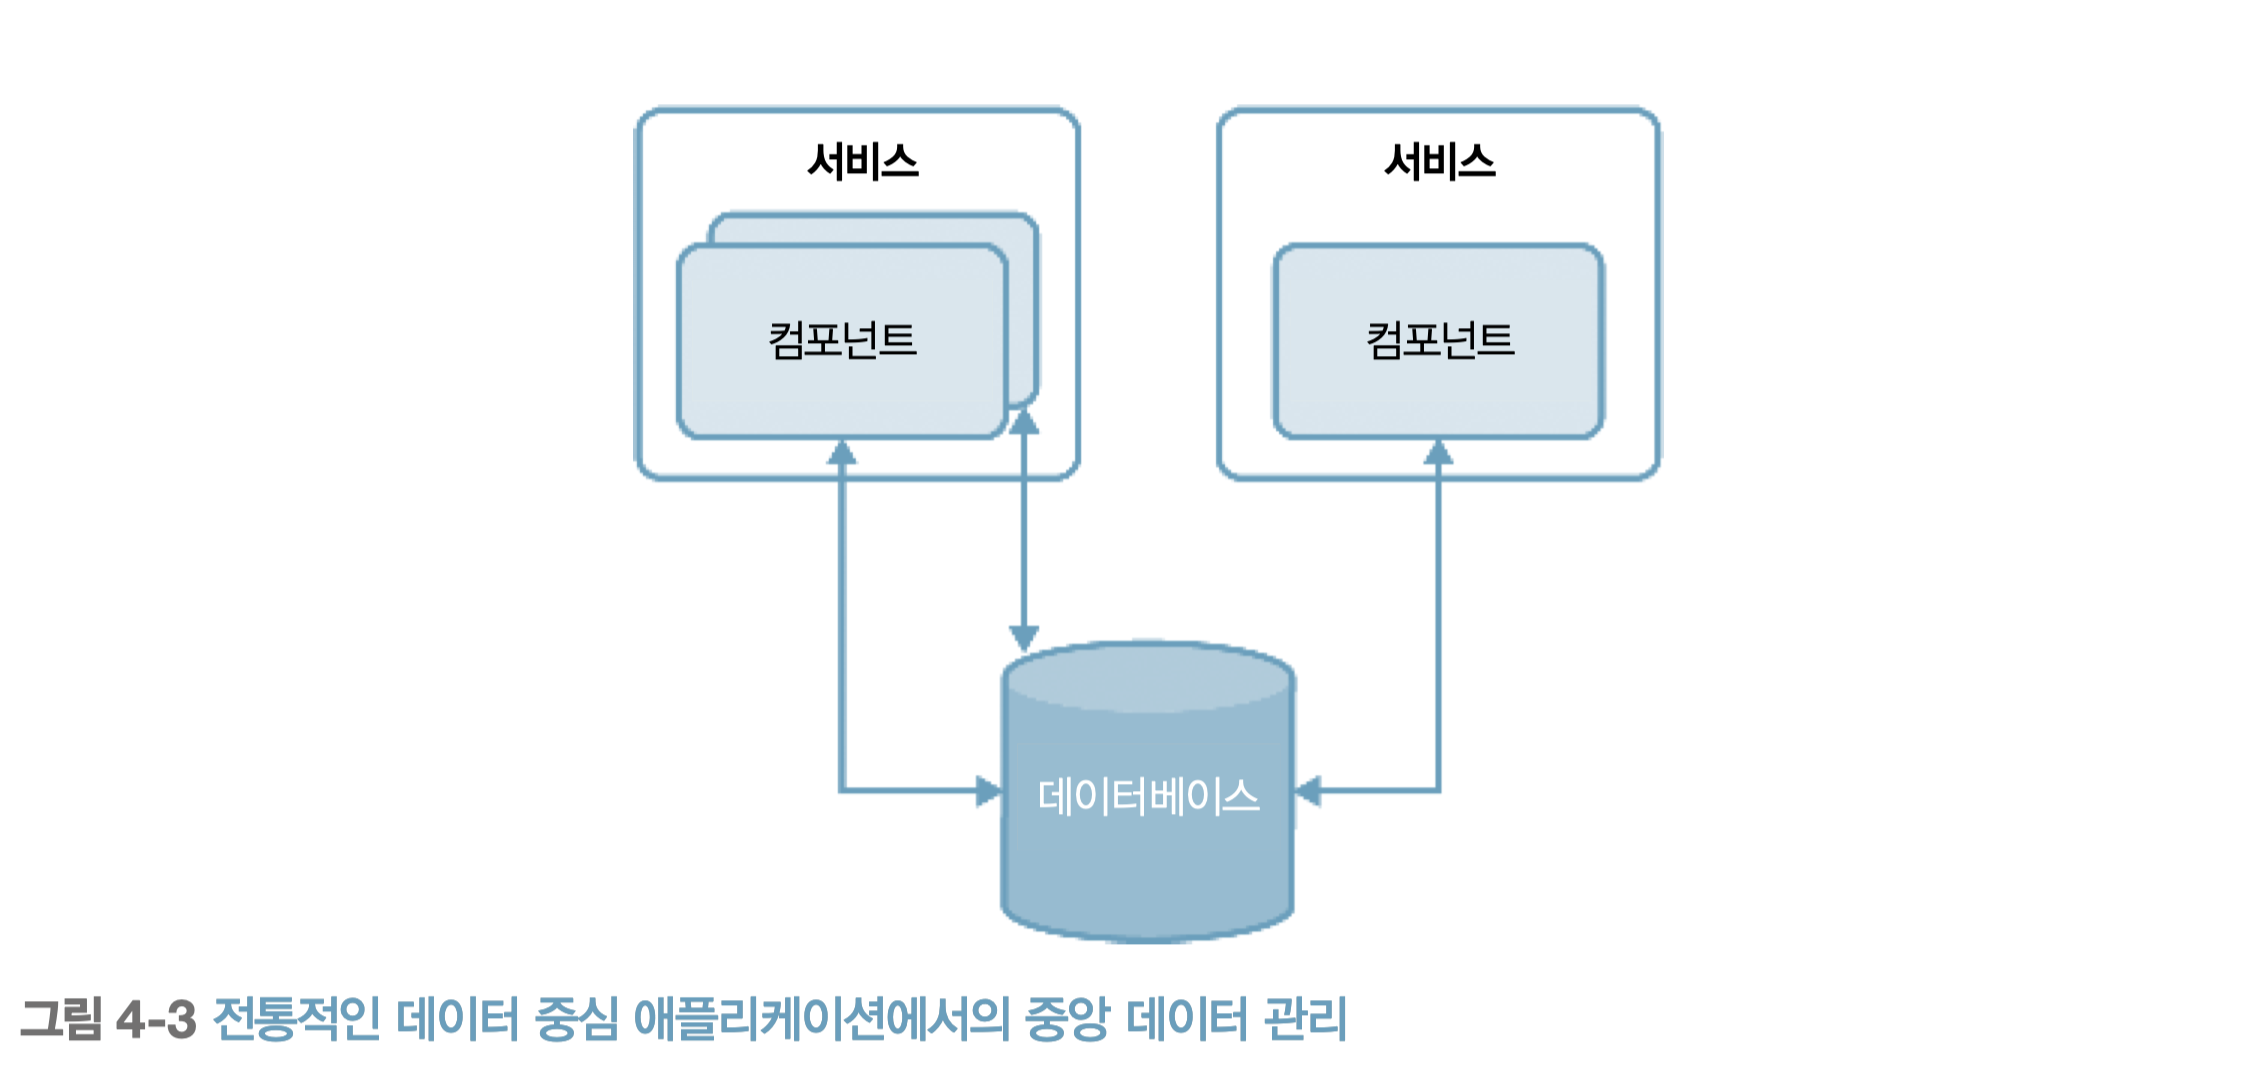 서비스
서비스
컴포넌트
컴포넌트
데이터베이스
그림 4-3 전통적인 데이터 중심 애플리케이션에서의 중앙 데이터 관리